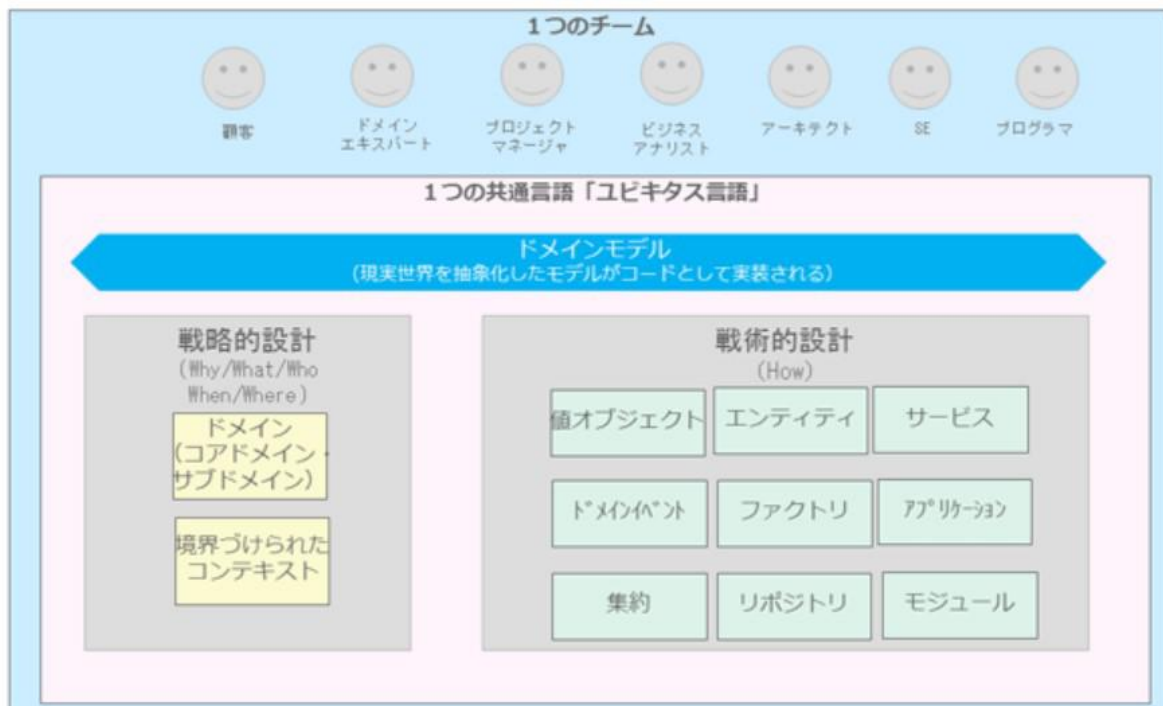 1つのチーム
顧客
ドメイン
エキスパート
プロジェクト
マネージャ
ビジネス
アナリスト
アーキテクト
SE
プログラマ
1つの共通言語「ユビキタス言語」
ドメインモデル
(現実世界を抽象化したモデルがコードとして実装される)
戦略的設計
(Why/What/Who
When/Where)
ドメイン
(コアドメイン・
サブドメイン)
境界づけられた
コンテキスト
戦術的設計
(How)
値オブジェクト
エンティティ
サービス
ドメインイベント
ファクトリ
アプリケーション
集約
リポジトリ
モジュール